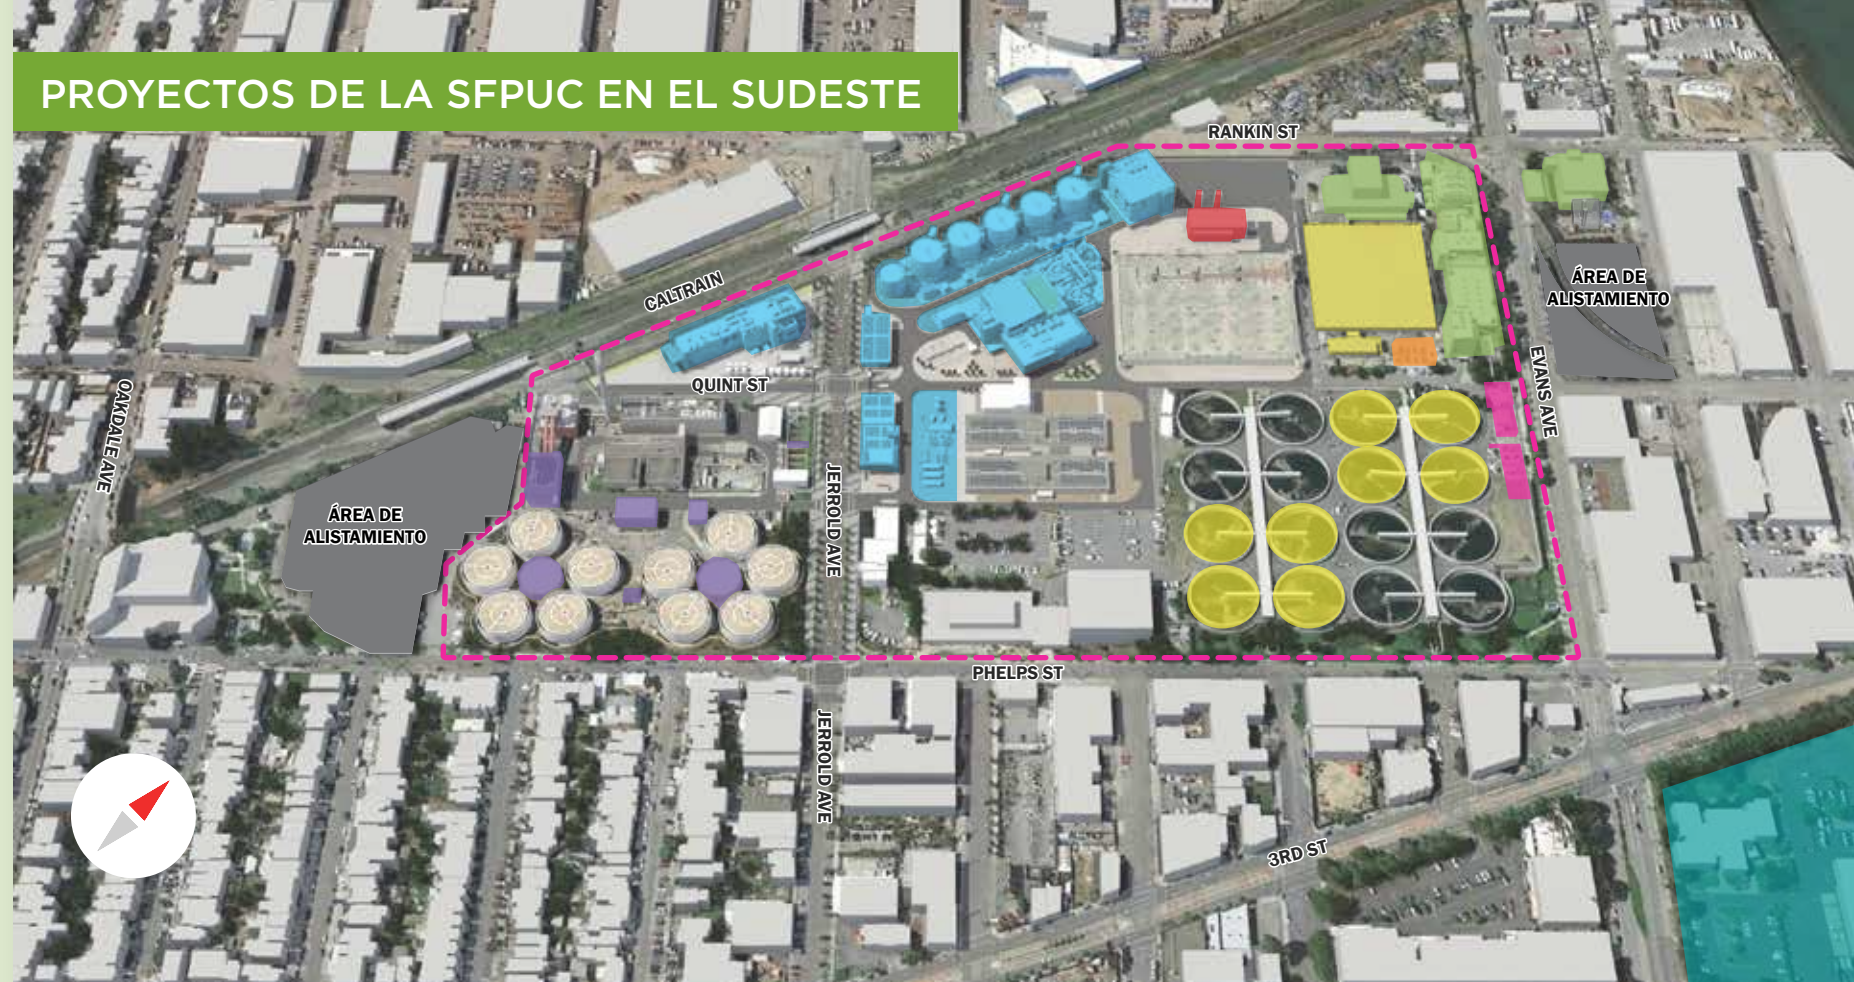 PROYECTOS DE LA SFPUC EN EL SUDESTE
RANKIN ST
CALTRAIN
ÁREA DE
ALISTAMIENTO
QUINT ST
EVANS AVE
OAKDALE AVE
JERROLD AVE
ÁREA DE
ALISTAMIENTO
PHELPS ST
JERROLD AVE
3RD ST